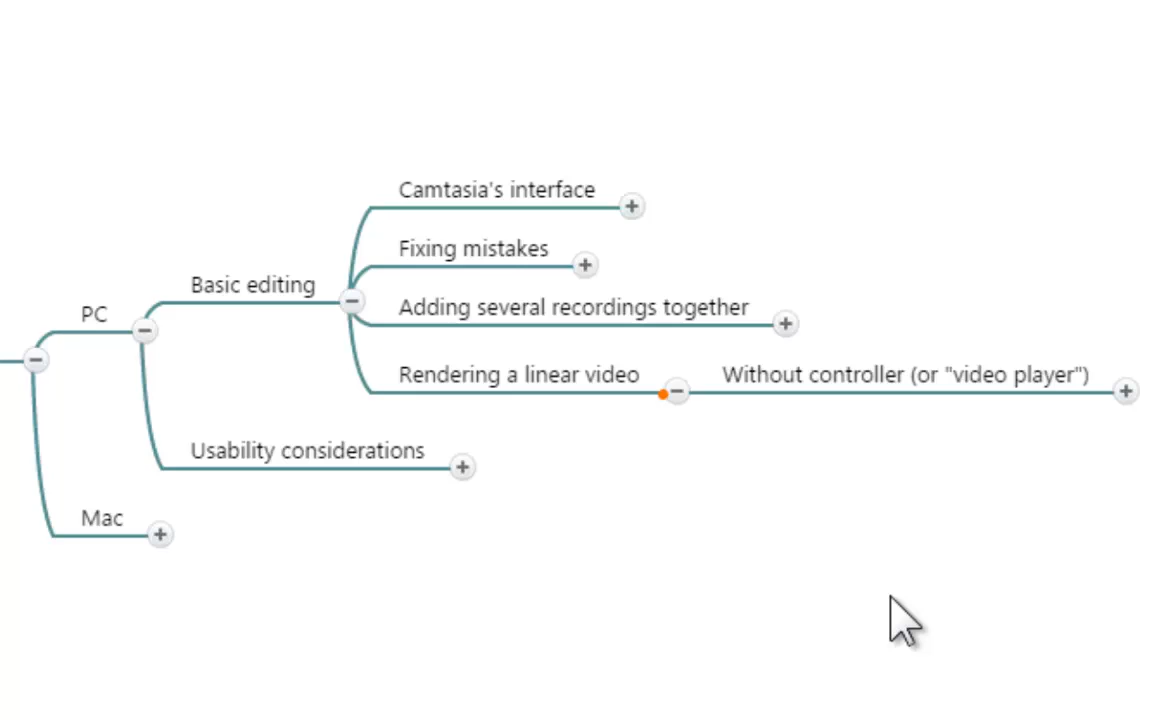 Camtasia's interface
Fixing mistakes
Basic editing
Adding several recordings together
PC
Rendering a linear video
Without controller (or "video player")
Usability considerations
Mac